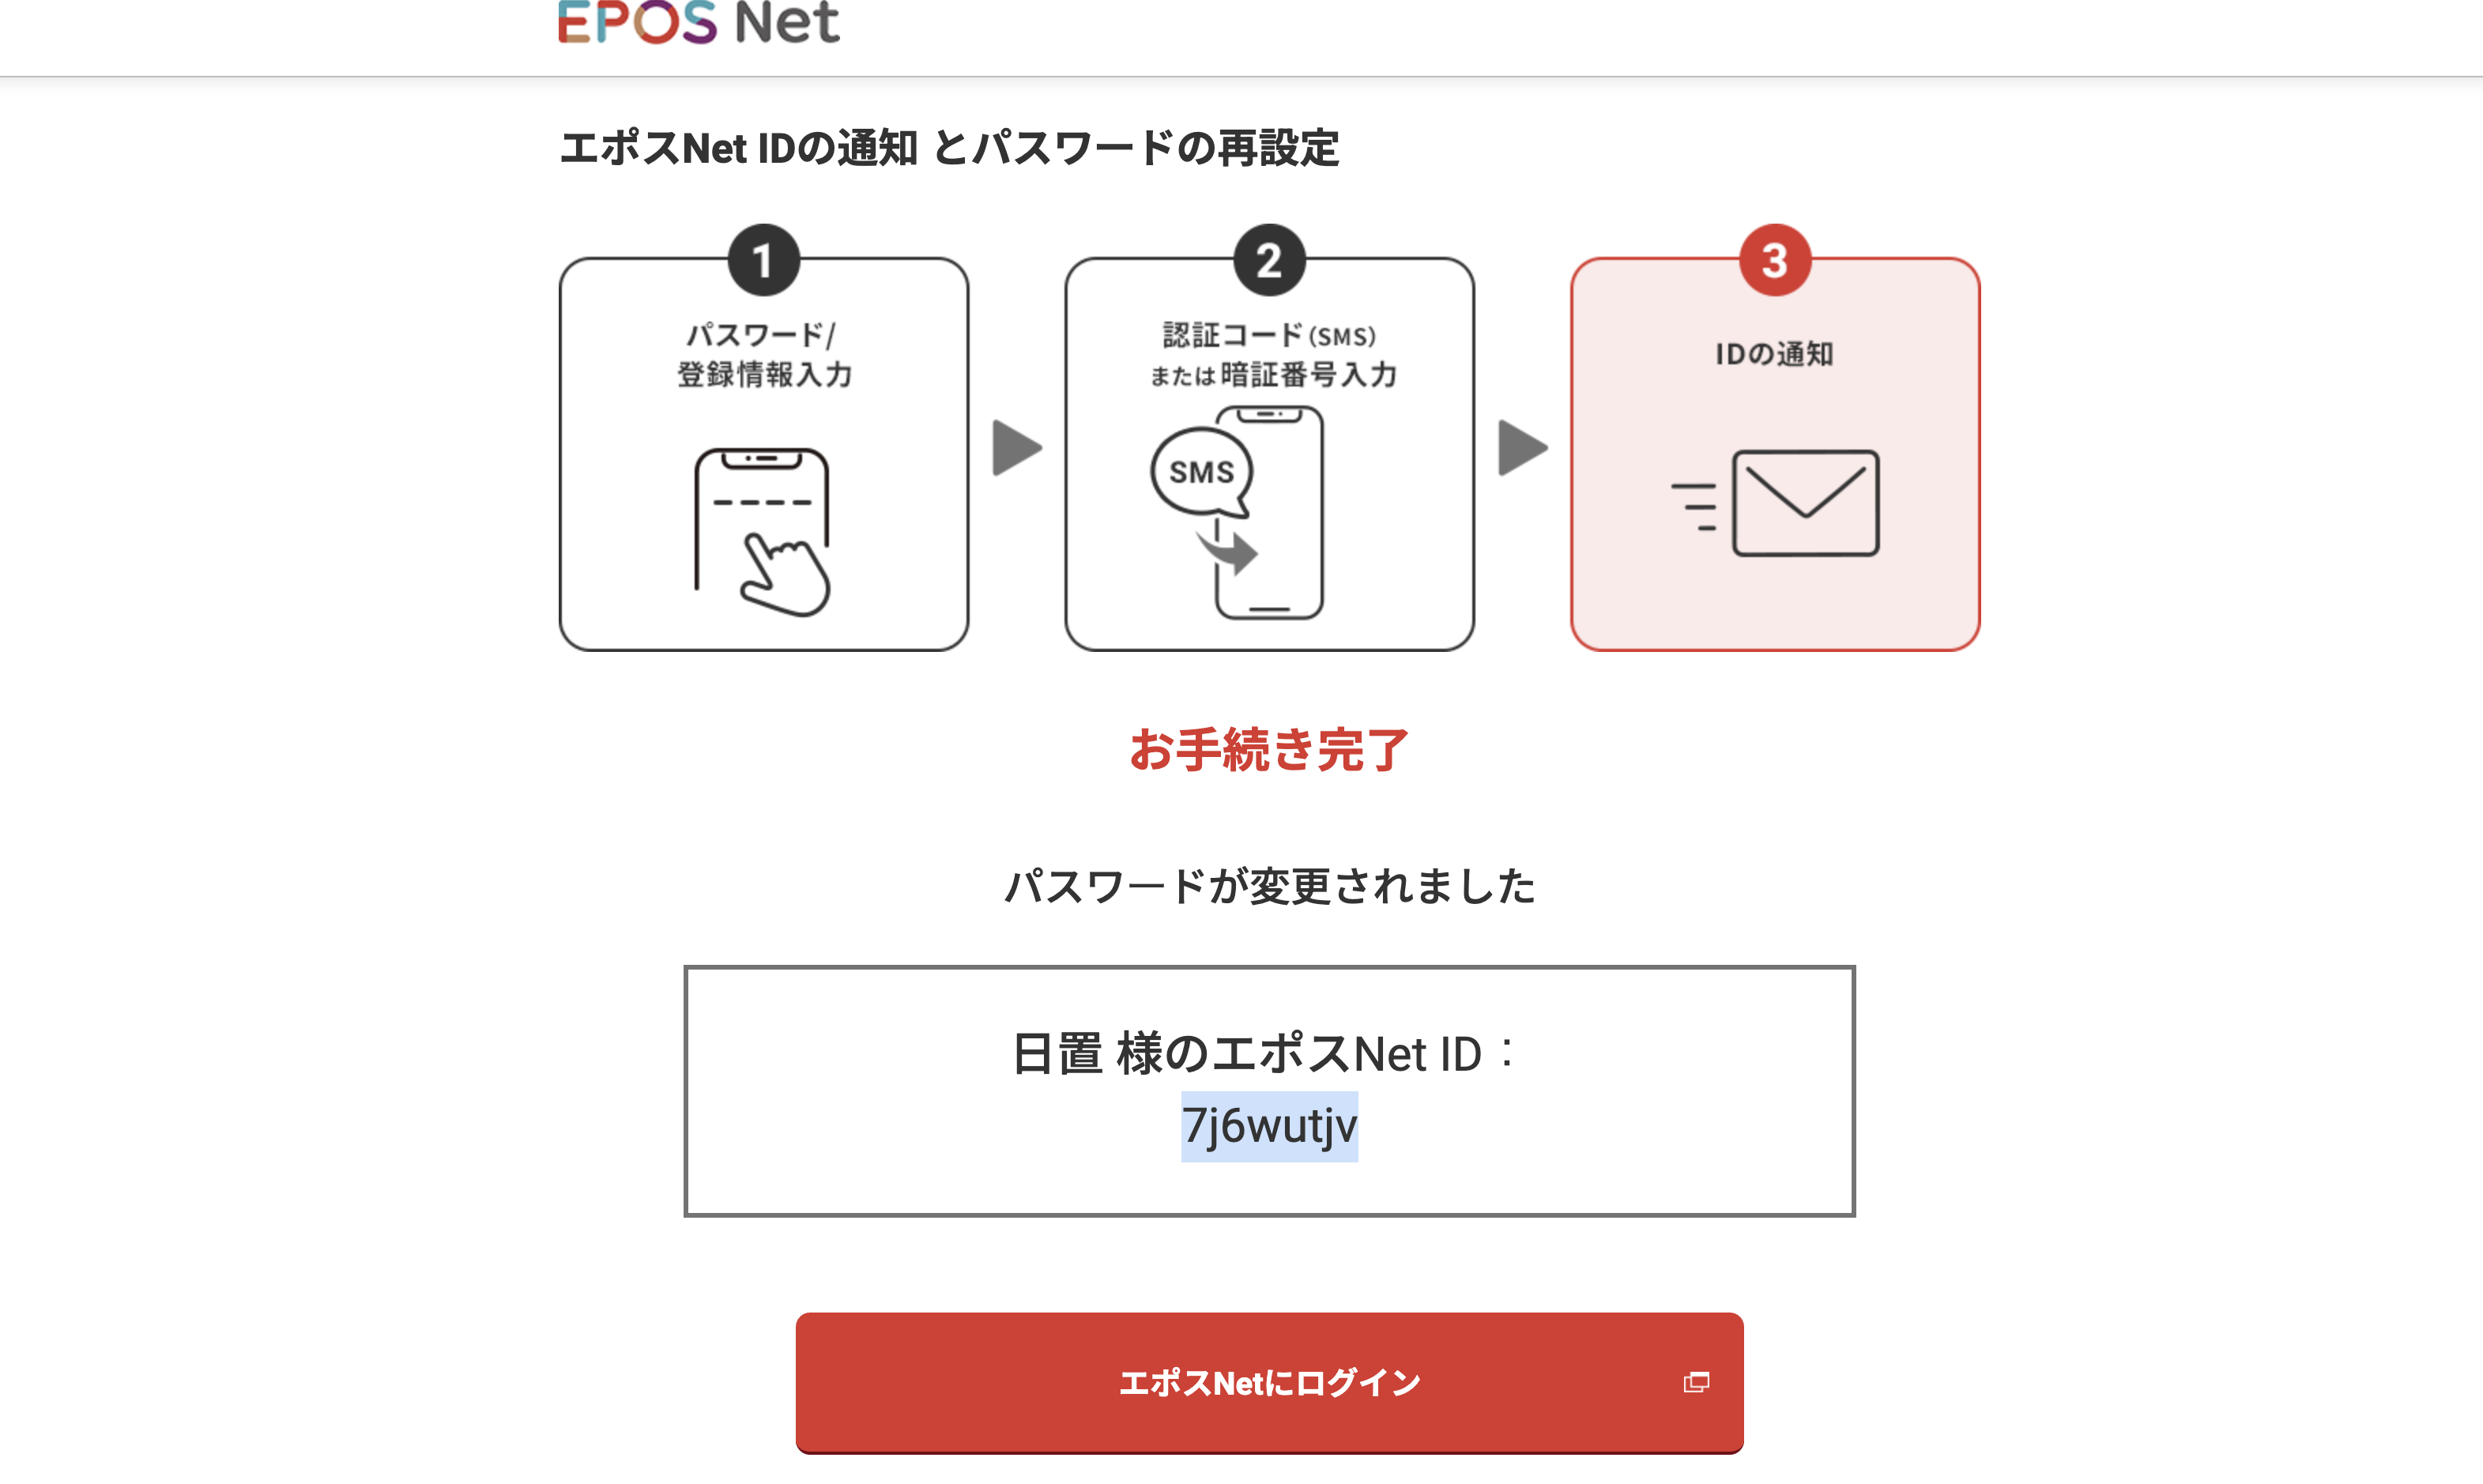 EPOS Net
エポスNet IDの通知 とパスワードの再設定
1
パスワード/
登録情報入力
2
認証コード(SMS)
または暗証番号入力
SMS
3
IDの通知
お手続き完了
パスワードが変更されました
日置 様のエポスNet ID：
7j6wutjv
エポスNetにログイン